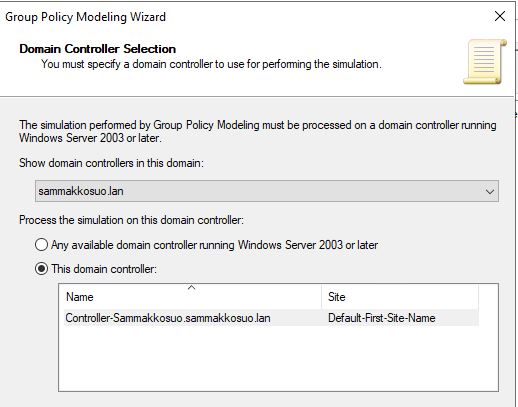 Group Policy Modeling Wizard
Domain Controller Selection
You must specify a domain controller to use for performing the simulation.
The simulation performed by Group Policy Modeling must be processed on a domain controller running
Windows Server 2003 or later.
Show domain controllers in this domain:
sammakkosuo.lan
Process the simulation on this domain controller:
Any available domain controller running Windows Server 2003 or later
This domain controller:
Name Site
Controller-Sammakkosuo.sammakkosuo.lan Default-First-Site-Name